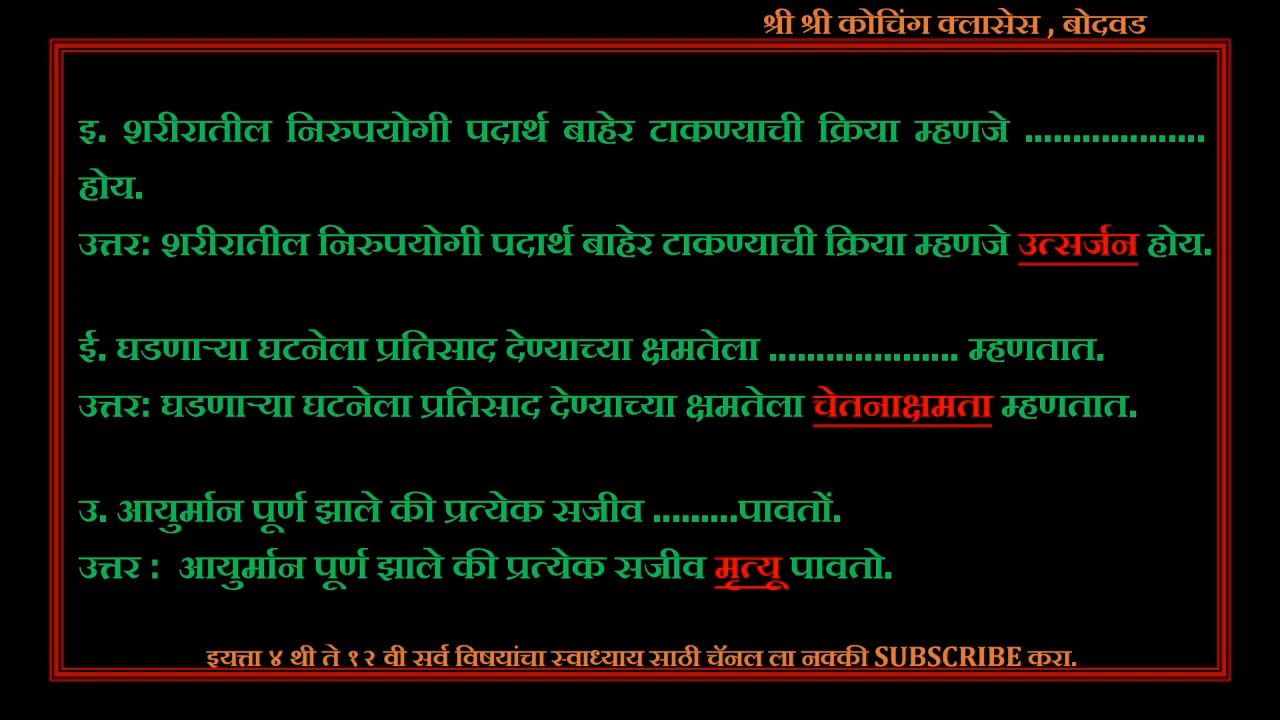 श्री श्री कोचिंग क्लासेस , बोदवड
इ. शरीरातील निरुपयोगी पदार्थ बाहेर टाकण्याची क्रिया म्हणजे ...................
होय.
उत्तर: शरीरातील निरुपयोगी पदार्थ बाहेर टाकण्याची क्रिया म्हणजे उत्सर्जन होय.
ई. घडणाऱ्या घटनेला प्रतिसाद देण्याच्या क्षमतेला .................... म्हणतात.
उत्तर: घडणाऱ्या घटनेला प्रतिसाद देण्याच्या क्षमतेला चेतनाक्षमता म्हणतात.
उ. आयुर्मान पूर्ण झाले की प्रत्येक सजीव .........पावतों.
उत्तर : आयुर्मान पूर्ण झाले की प्रत्येक सजीव मृत्यू पावतो.
इयत्ता ४ थी ते १२ वी सर्व विषयांचा स्वाध्याय साठी चॅनल ला नक्की SUBSCRIBE करा.